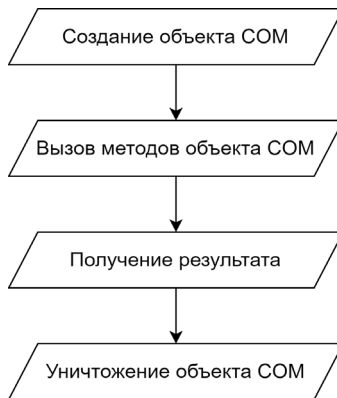 Создание объекта COM
Вызов методов объекта COM
Получение результата
Уничтожение объекта COM